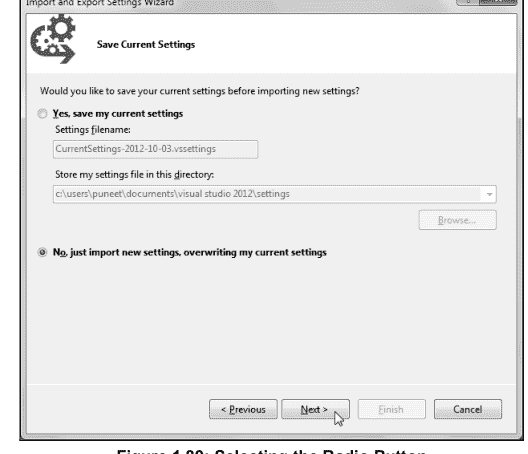 Import and Export Settings Wizard
Save Current Settings
Would you like to save your current settings before importing new settings?
Yes, save my current settings
Settings filename:
CurrentSettings-2012-10-03.vssettings
Store my settings file in this directory:
c:\users\puneet\documents\visual studio 2012\settings
Browse...
No, just import new settings, overwriting my current settings
< Previous
Next >
Finish
Cancel
Selecting the Radio Button